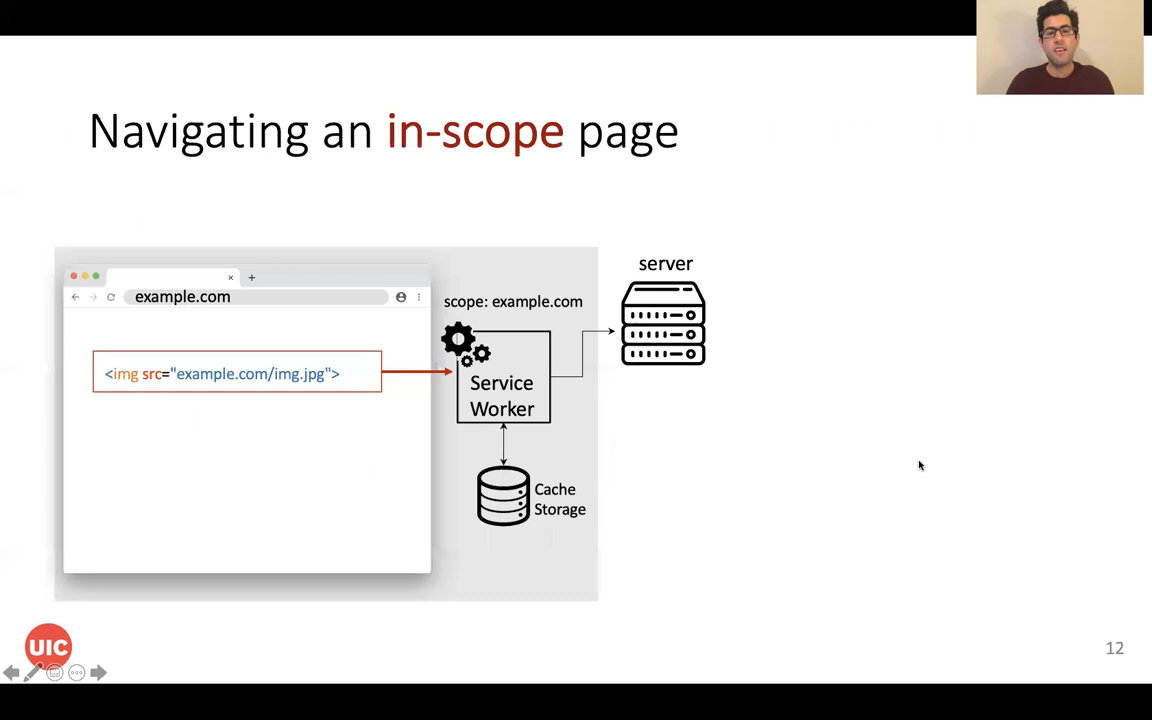 Navigating an in-scope page
server
example.com
scope: example.com
<img src="example.com/img.jpg">
Service
Worker
Cache
Storage
UIC
12